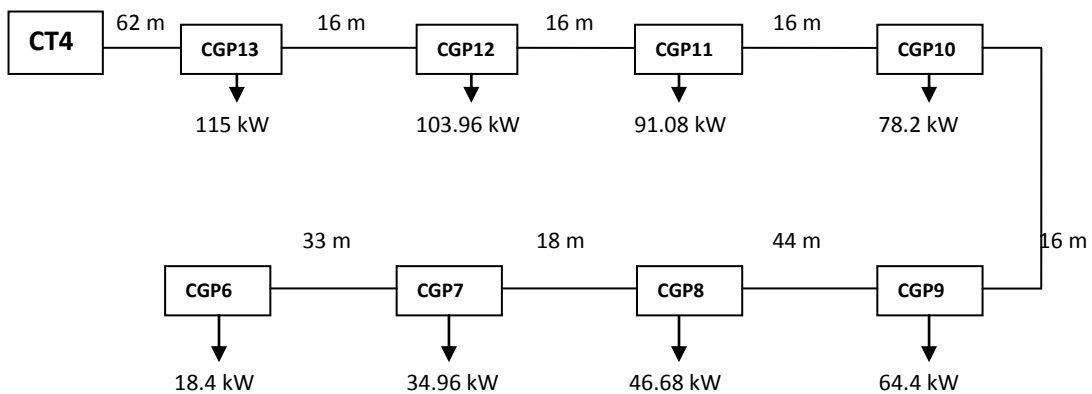 62 m 16 m 16 m 16 m
CT4 CGP13 CGP12 CGP11 CGP10
115 kW 103.96 kW 91.08 kW 78.2 kW
33 m 18 m 44 m 16 m
CGP6 CGP7 CGP8 CGP9
18.4 kW 34.96 kW 46.68 kW 64.4 kW